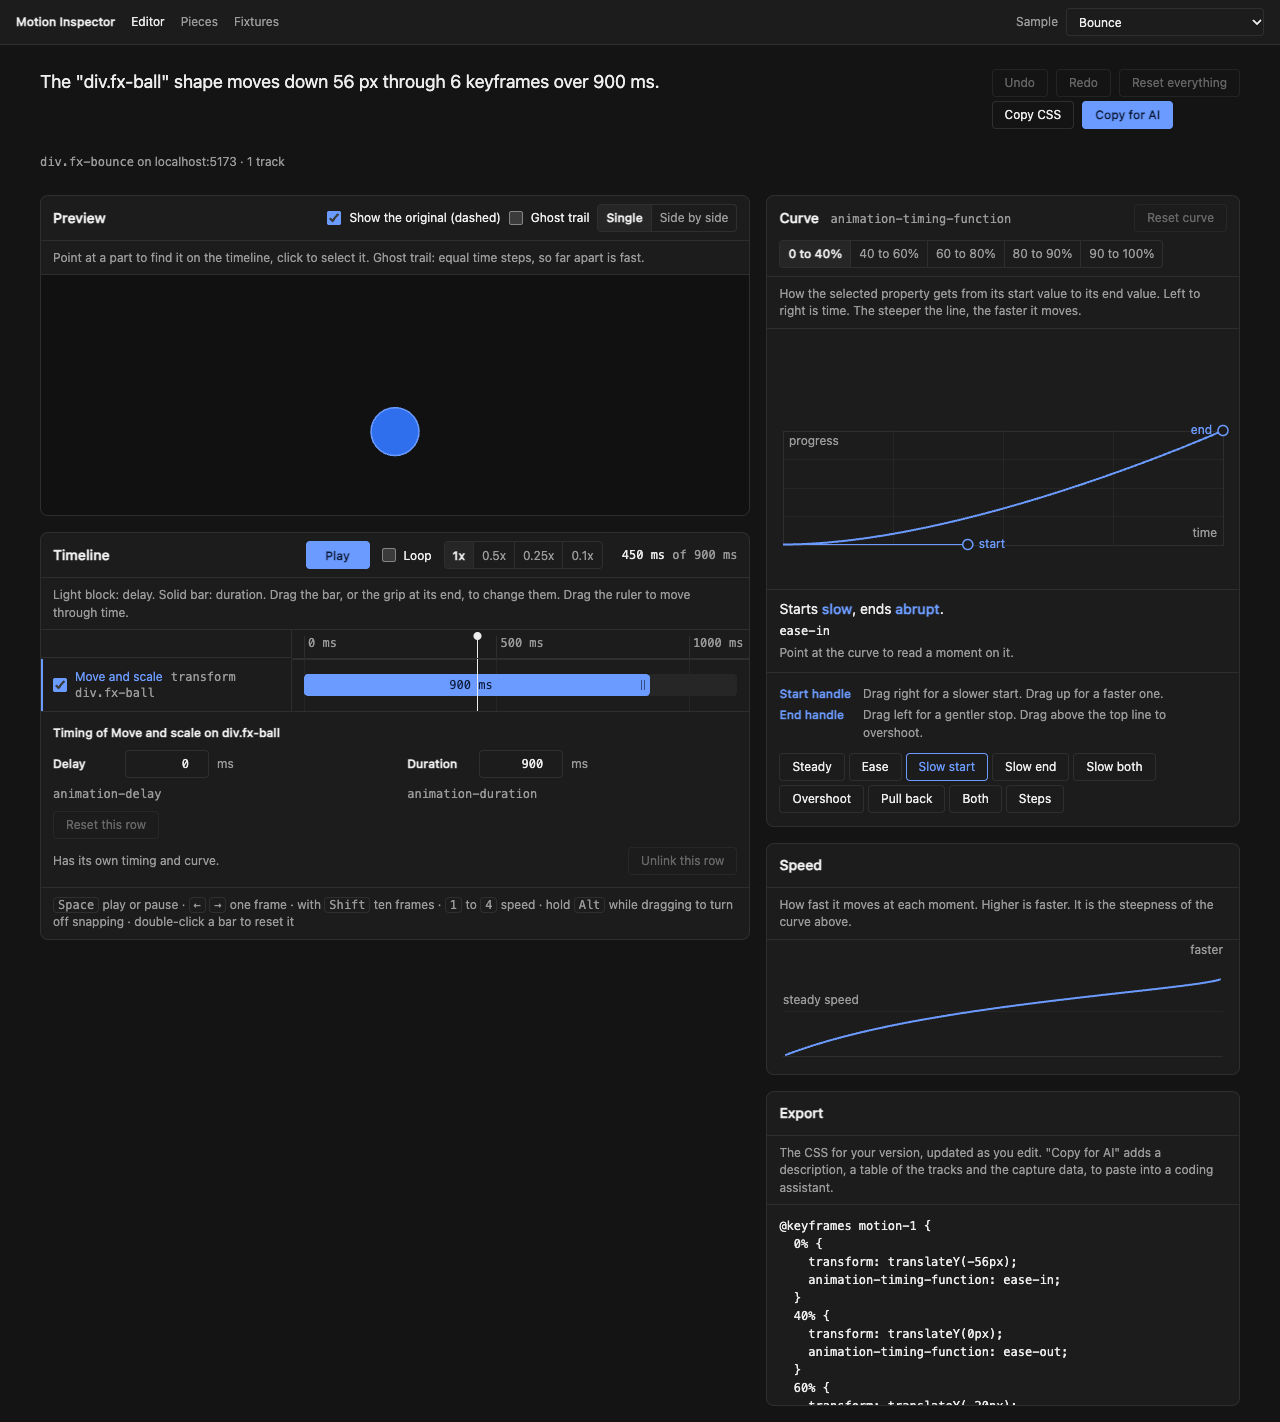 Motion Inspector Editor Pieces Fixtures Sample Bounce
The "div.fx-ball" shape moves down 56 px through 6 keyframes over 900 ms.
Undo Redo Reset everything
Copy CSS Copy for AI
div.fx-bounce on localhost:5173 · 1 track
Preview Show the original (dashed) Ghost trail Single Side by side
Point at a part to find it on the timeline, click to select it. Ghost trail: equal time steps, so far apart is fast.
Timeline Play Loop 1x 0.5x 0.25x 0.1x 450 ms of 900 ms
Light block: delay. Solid bar: duration. Drag the bar, or the grip at its end, to change them. Drag the ruler to move
through time.
0 ms 500 ms 1000 ms
Move and scale transform
div.fx-ball
900 ms
Timing of Move and scale on div.fx-ball
Delay 0 ms Duration 900 ms
animation-delay animation-duration
Reset this row
Has its own timing and curve. Unlink this row
Space play or pause · ← → one frame · with Shift ten frames · 1 to 4 speed · hold Alt while dragging to turn
off snapping · double-click a bar to reset it
Curve animation-timing-function Reset curve
0 to 40% 40 to 60% 60 to 80% 80 to 90% 90 to 100%
How the selected property gets from its start value to its end value. Left to
right is time. The steeper the line, the faster it moves.
end
progress
time
start
Starts slow, ends abrupt.
ease-in
Point at the curve to read a moment on it.
Start handle Drag right for a slower start. Drag up for a faster one.
End handle Drag left for a gentler stop. Drag above the top line to
overshoot.
Steady Ease Slow start Slow end Slow both
Overshoot Pull back Both Steps
Speed
How fast it moves at each moment. Higher is faster. It is the steepness of the
curve above.
faster
steady speed
Export
The CSS for your version, updated as you edit. "Copy for AI" adds a
description, a table of the tracks and the capture data, to paste into a coding
assistant.
@keyframes motion-1 {
0% {
transform: translateY(-56px);
animation-timing-function: ease-in;
}
40% {
transform: translateY(0px);
animation-timing-function: ease-out;
}
60% {
transform: translateY(-20px);